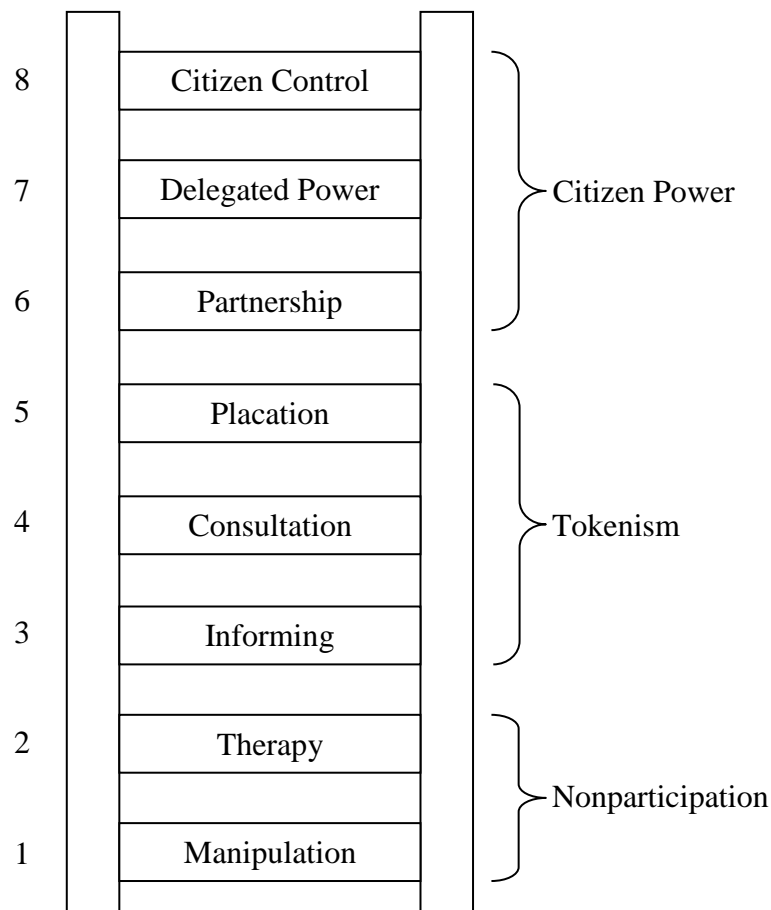 8 Citizen Control
7 Delegated Power Citizen Power
6 Partnership
5 Placation
4 Consultation Tokenism
3 Informing
2 Therapy
Nonparticipation
1 Manipulation